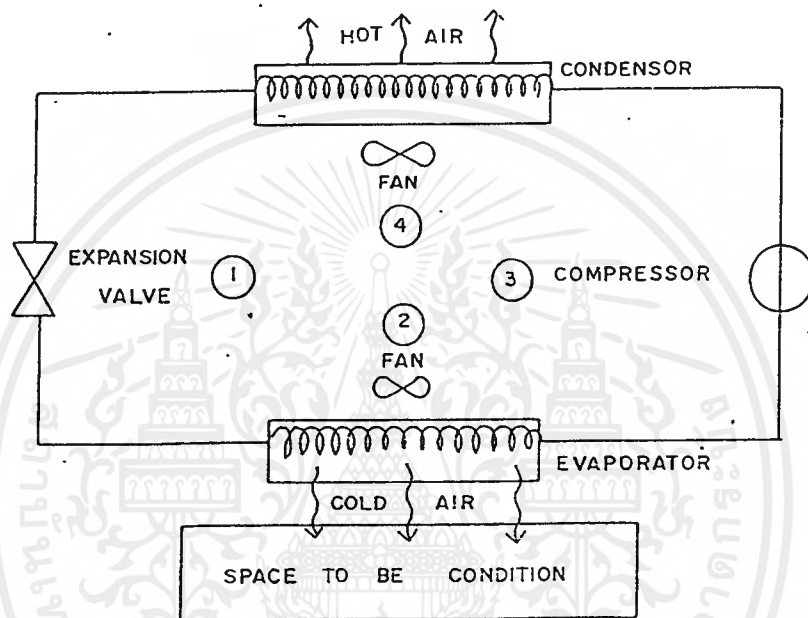 HOT AIR
CONDENSOR
FAN
4
EXPANSION
VALVE
1
3
COMPRESSOR
2
FAN
EVAPORATOR
COLD AIR
SPACE TO BE CONDITION